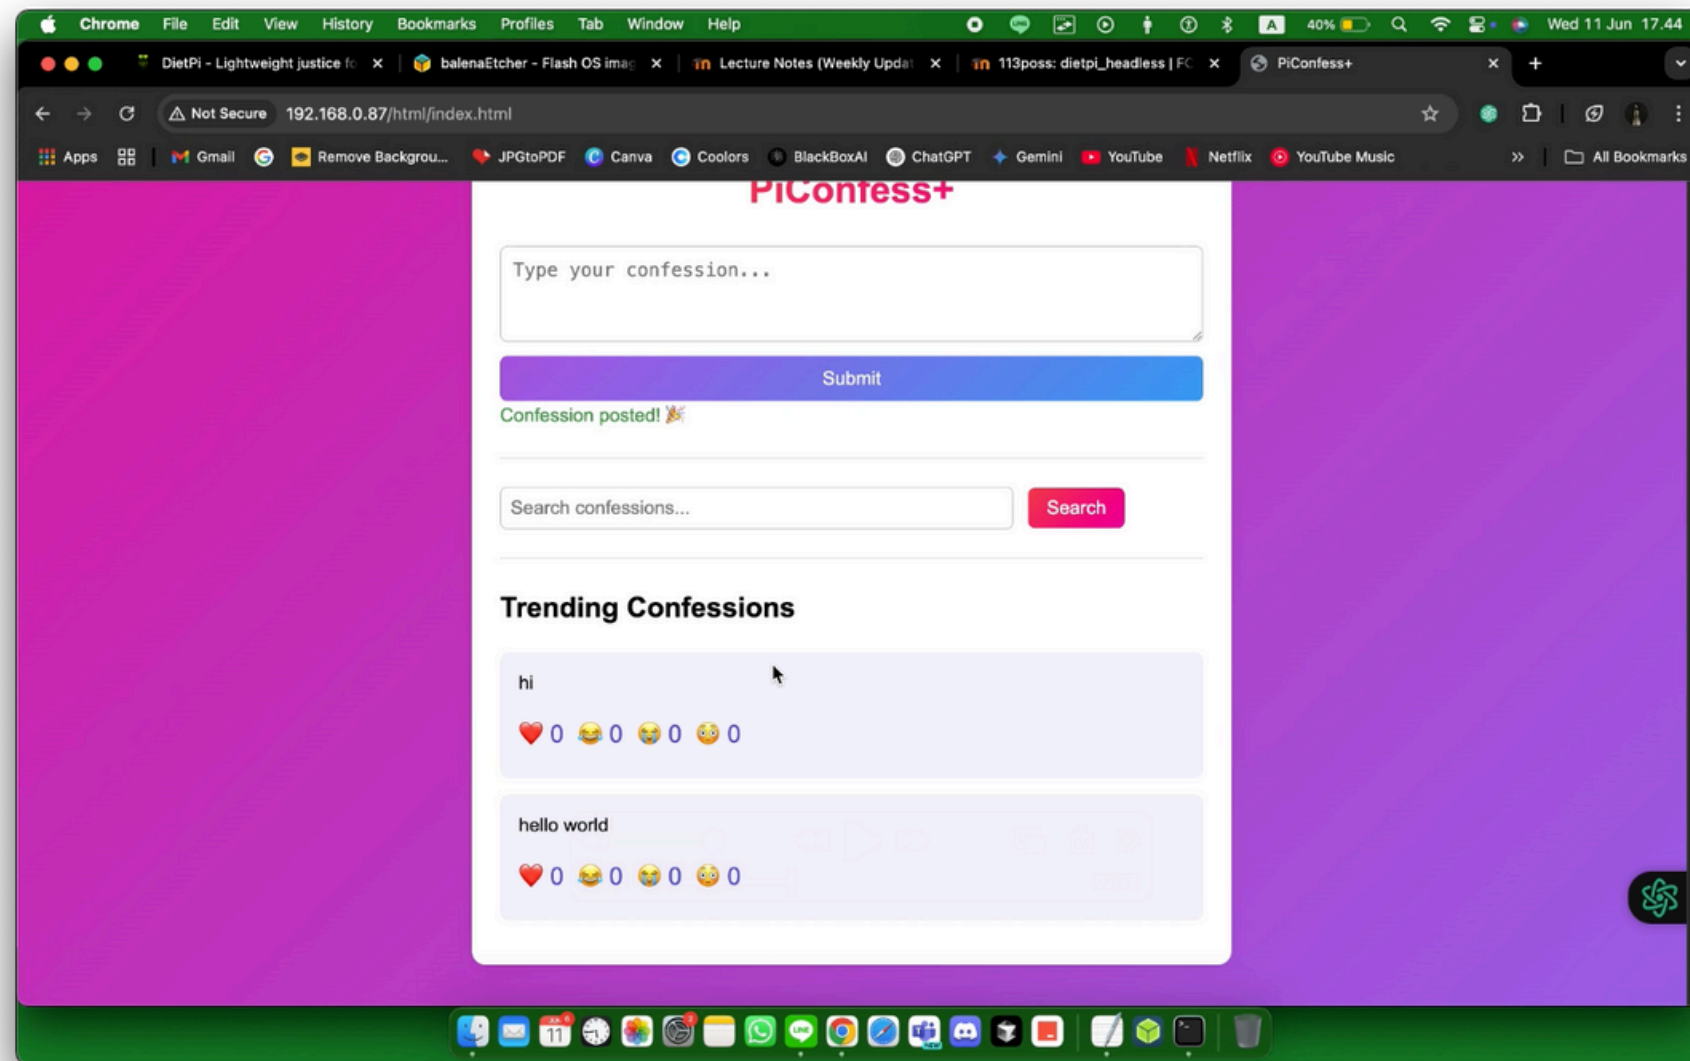 Chrome File Edit View History Bookmarks Profiles Tab Window Help A 40% Wed 11 Jun 17.44
DietPi - Lightweight justice fo balenaEtcher - Flash OS imag Lecture Notes (Weekly Updat 113poss: dietpi_headless | FC PiConfess+
Not Secure 192.168.0.87/html/index.html
Apps Gmail Remove Backgrou... JPGtoPDF Canva Coolors BlackBoxAI ChatGPT Gemini YouTube Netflix YouTube Music » All Bookmarks
PiConfess+
Type your confession...
Submit
Confession posted! 🎉
Search confessions... Search
Trending Confessions
hi
❤️ 0 😂 0 😭 0 😳 0
hello world
❤️ 0 😂 0 😭 0 😳 0